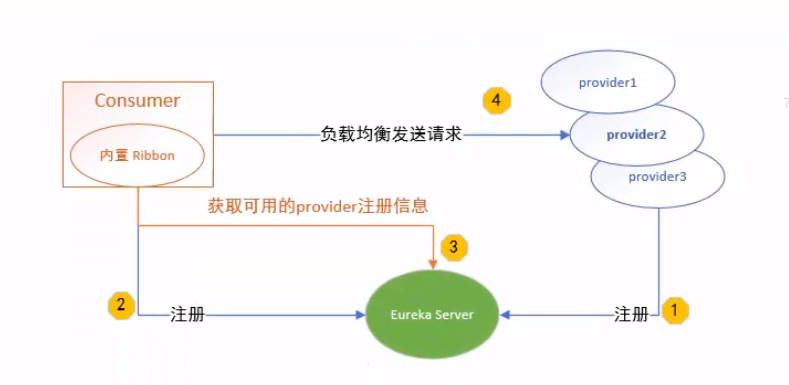 Consumer
内置 Ribbon
4
负载均衡发送请求
provider1
provider2
provider3
获取可用的provider注册信息
3
2
注册
Eureka Server
注册
1
7